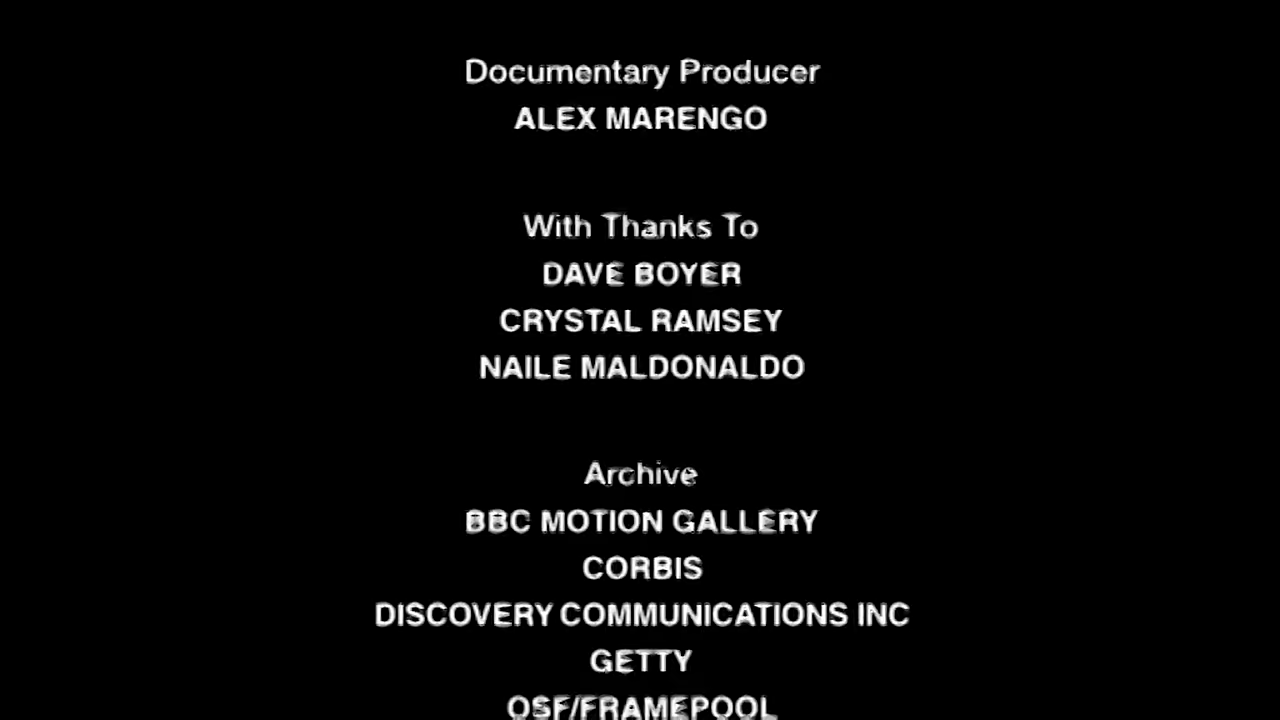 Documentary Producer
ALEX MARENGO
With Thanks To
DAVE BOYER
CRYSTAL RAMSEY
NAILE MALDONALDO
Archive
BBC MOTION GALLERY
CORBIS
DISCOVERY COMMUNICATIONS INC
GETTY
OSF/FRAMEPOOL